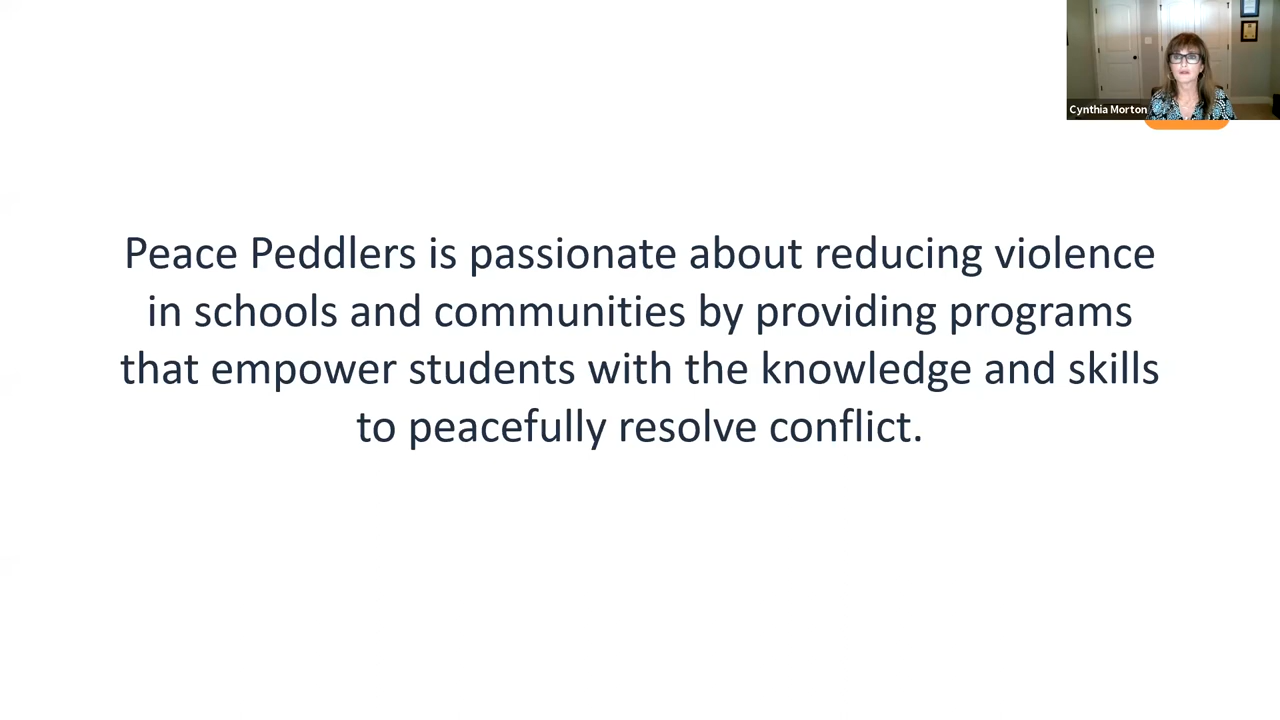 Cynthia Morton
Peace Peddlers is passionate about reducing violence
in schools and communities by providing programs
that empower students with the knowledge and skills
to peacefully resolve conflict.